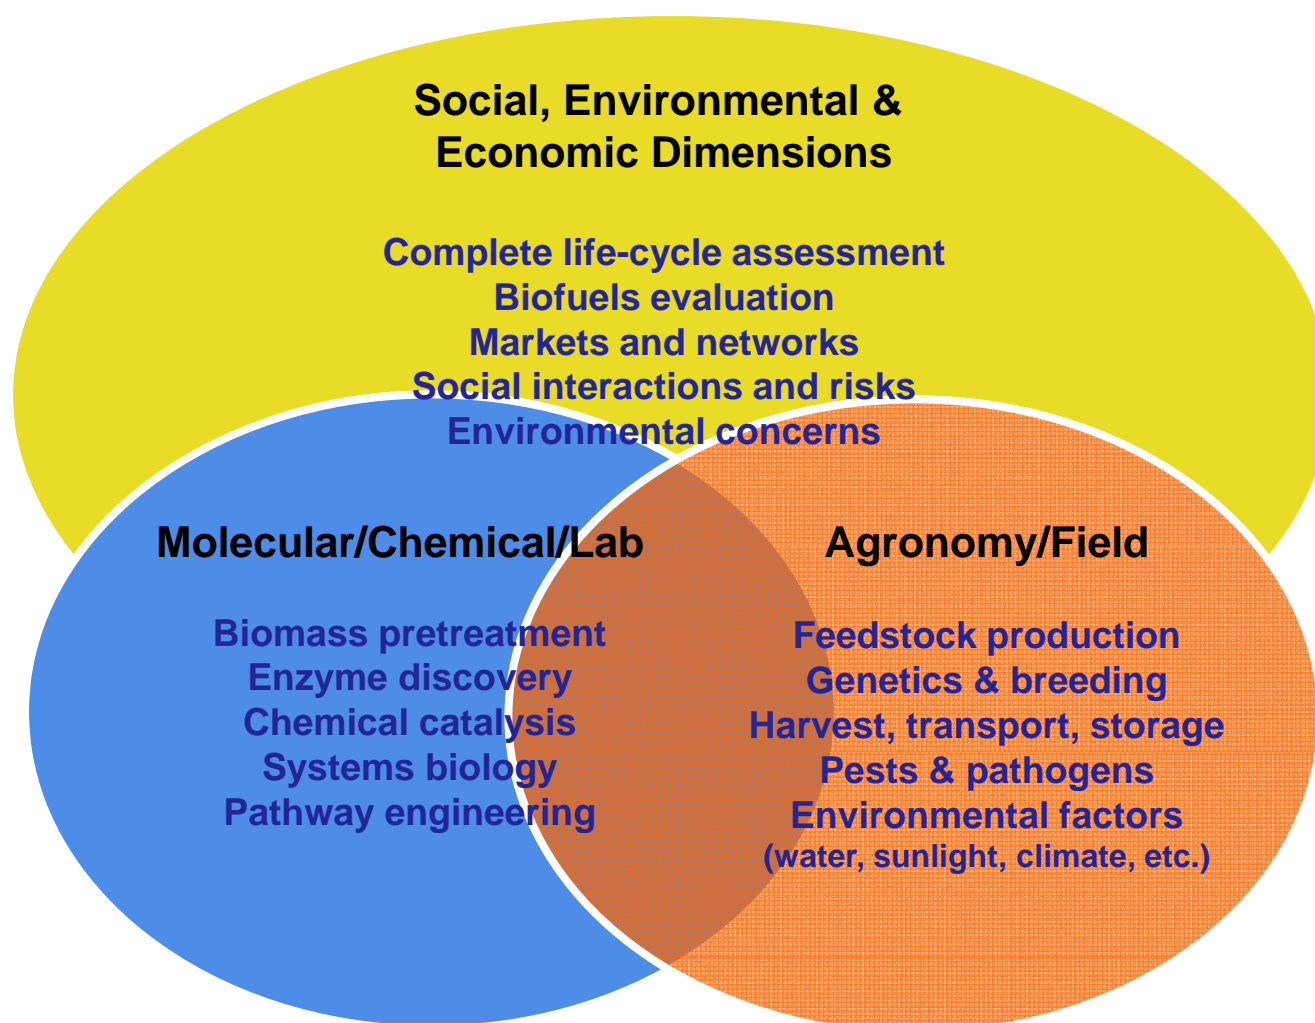 Social, Environmental &
Economic Dimensions
Complete life-cycle assessment
Biofuels evaluation
Markets and networks
Social interactions and risks
Environmental concerns
Molecular/Chemical/Lab
Biomass pretreatment
Enzyme discovery
Chemical catalysis
Systems biology
Pathway engineering
Agronomy/Field
Feedstock production
Genetics & breeding
Harvest, transport, storage
Pests & pathogens
Environmental factors
(water, sunlight, climate, etc.)